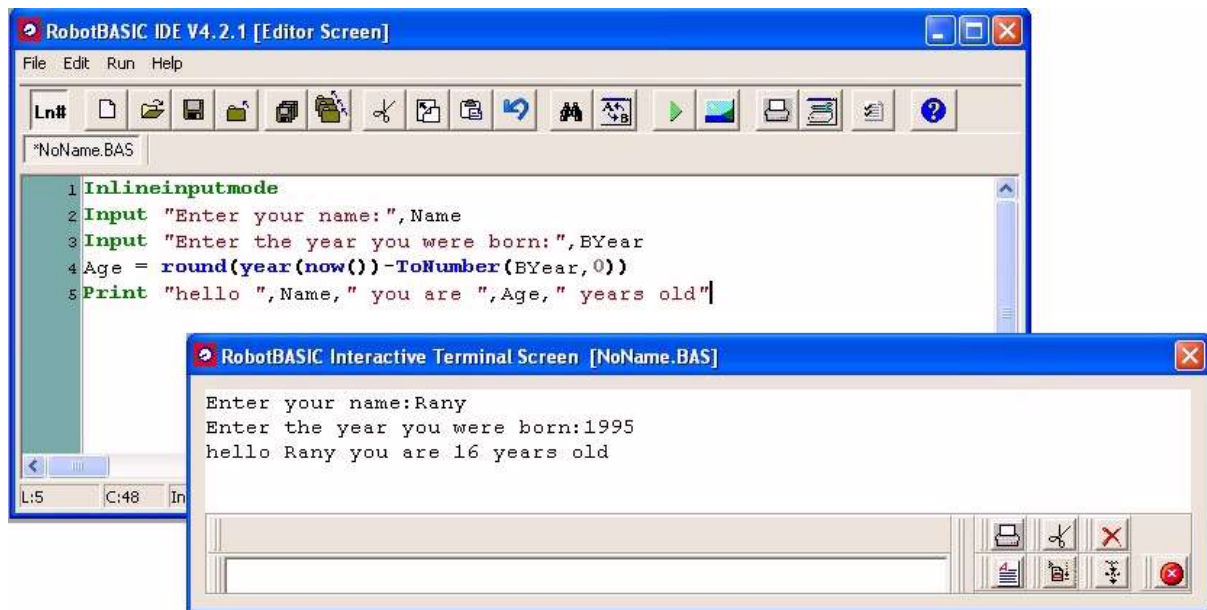 RobotBASIC IDE V4.2.1 [Editor Screen]
File Edit Run Help
Ln#
*NoName.BAS
1 Inlineinputmode
2 Input "Enter your name:",Name
3 Input "Enter the year you were born:",BYear
4 Age = round(year(now())-ToNumber(BYear,0))
5 Print "hello ",Name," you are ",Age," years old"
L:5 C:48 In
RobotBASIC Interactive Terminal Screen [NoName.BAS]
Enter your name:Rany
Enter the year you were born:1995
hello Rany you are 16 years old